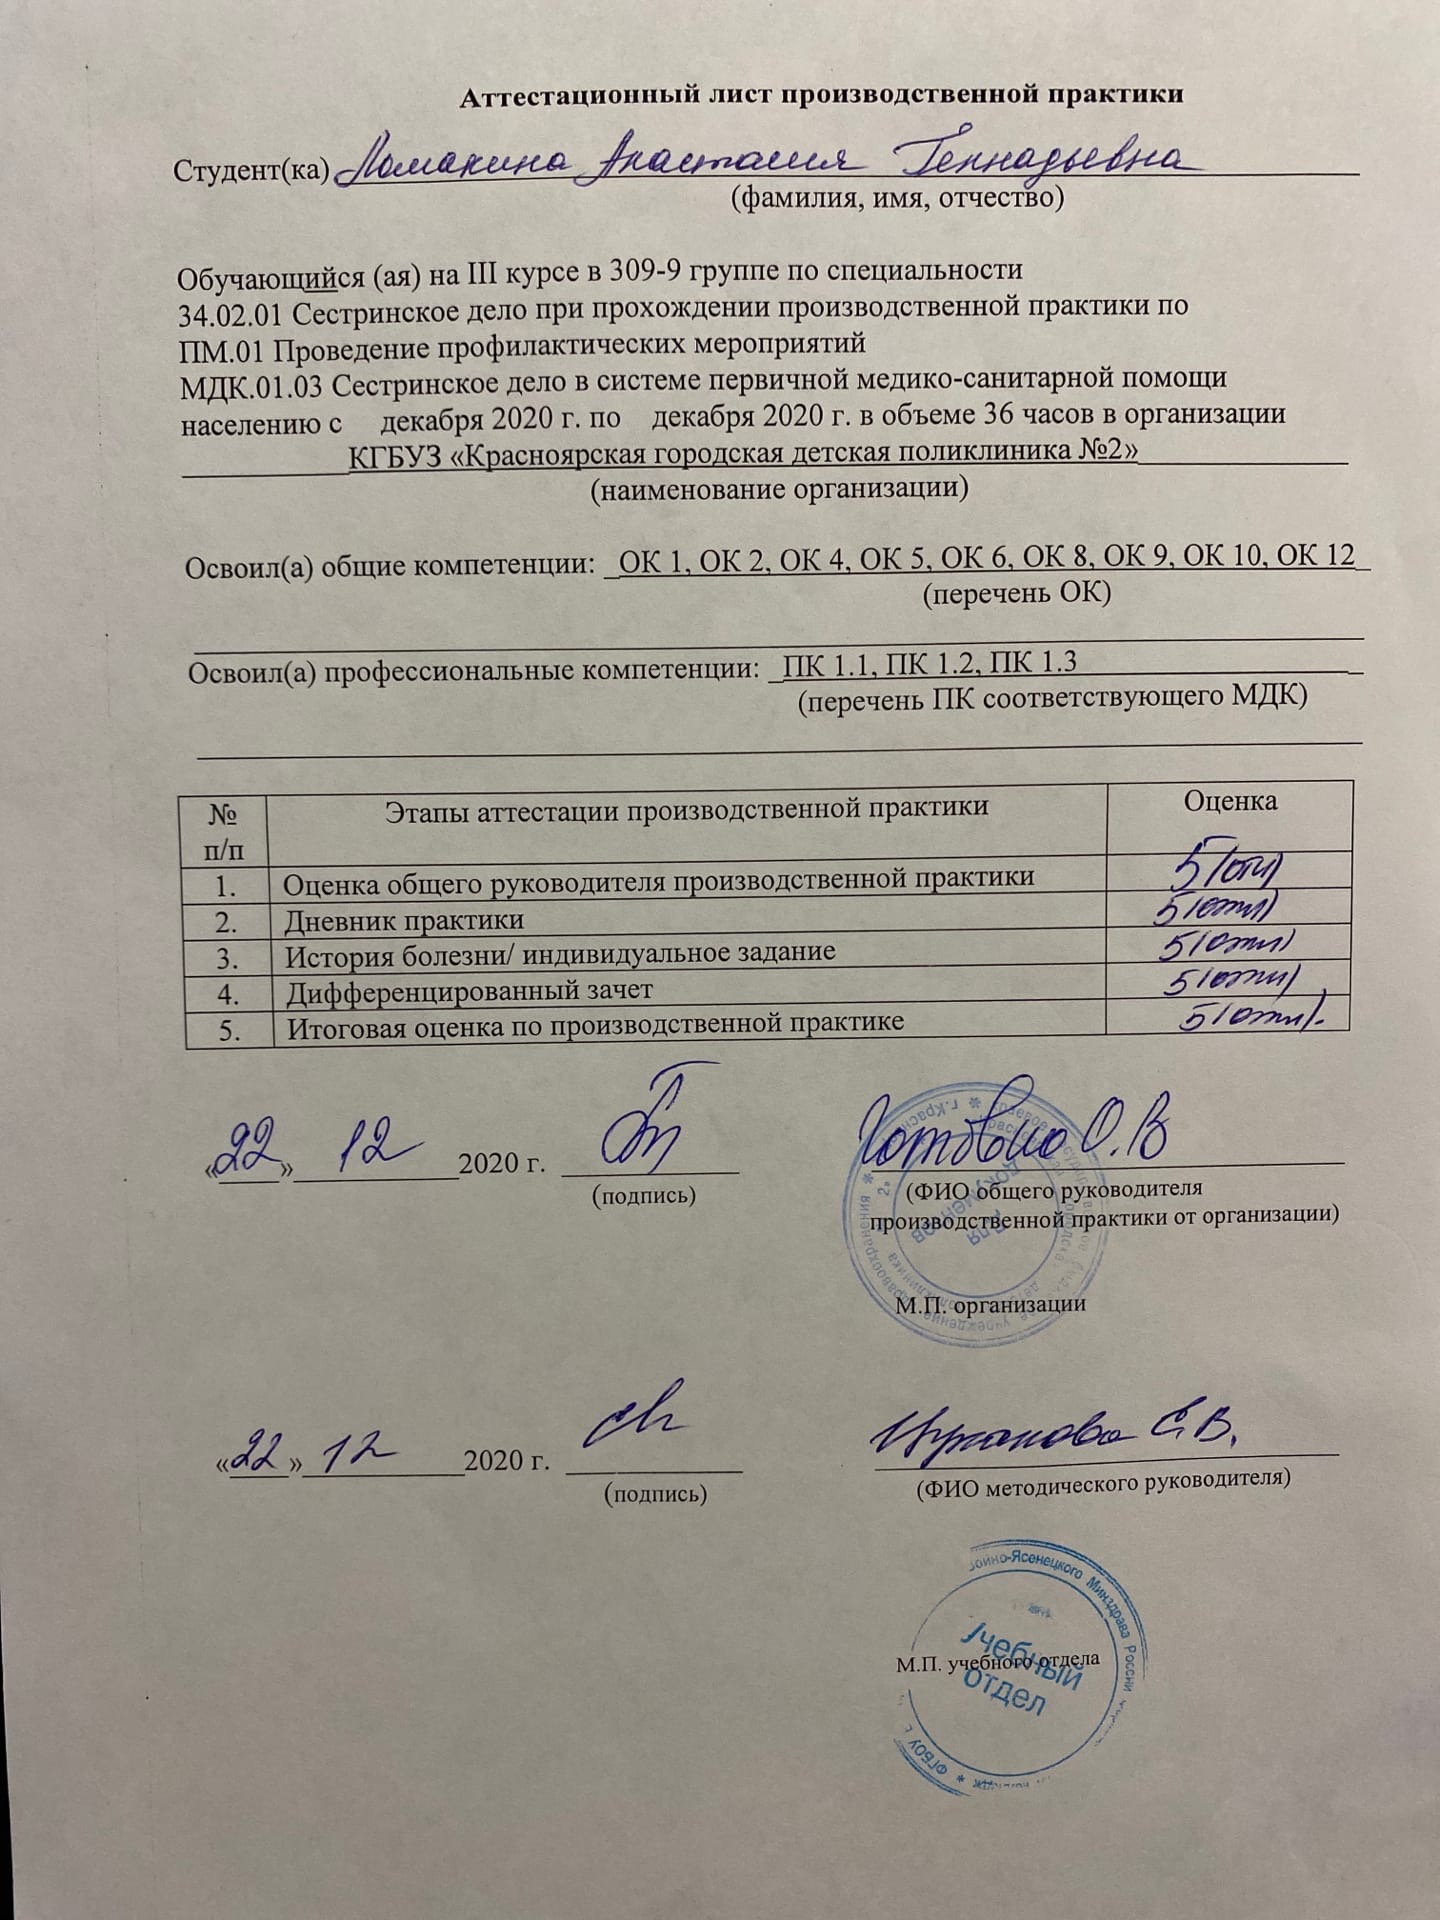 Аттестационный лист производственной практики
Студент(ка) Ломакина Анастасия Геннадьевна
(фамилия, имя, отчество)
Обучающийся (ая) на III курсе в 309-9 группе по специальности
34.02.01 Сестринское дело при прохождении производственной практики по
ПМ.01 Проведение профилактических мероприятий
МДК.01.03 Сестринское дело в системе первичной медико-санитарной помощи
населению с декабря 2020 г. по декабря 2020 г. в объеме 36 часов в организации
КГБУЗ «Красноярская городская детская поликлиника №2»
(наименование организации)
Освоил(а) общие компетенции: ОК 1, ОК 2, ОК 4, ОК 5, ОК 6, ОК 8, ОК 9, ОК 10, ОК 12
(перечень ОК)
Освоил(а) профессиональные компетенции: ПК 1.1, ПК 1.2, ПК 1.3
(перечень ПК соответствующего МДК)
№ п/п Этапы аттестации производственной практики Оценка
1. Оценка общего руководителя производственной практики 5 (отл)
2. Дневник практики 5 (отл)
3. История болезни/ индивидуальное задание 5 (отл)
4. Дифференцированный зачет 5 (отл)
5. Итоговая оценка по производственной практике 5 (отл).
«22» 12 2020 г. О.В
(подпись) (ФИО общего руководителя
производственной практики от организации)
Для
документов
М.П. организации
«22» 12 2020 г. Е.В.
(подпись) (ФИО методического руководителя)
Ясенецкого Минздрава России
ФГБОУ
М.П. учебного отдела
Учебный
отдел